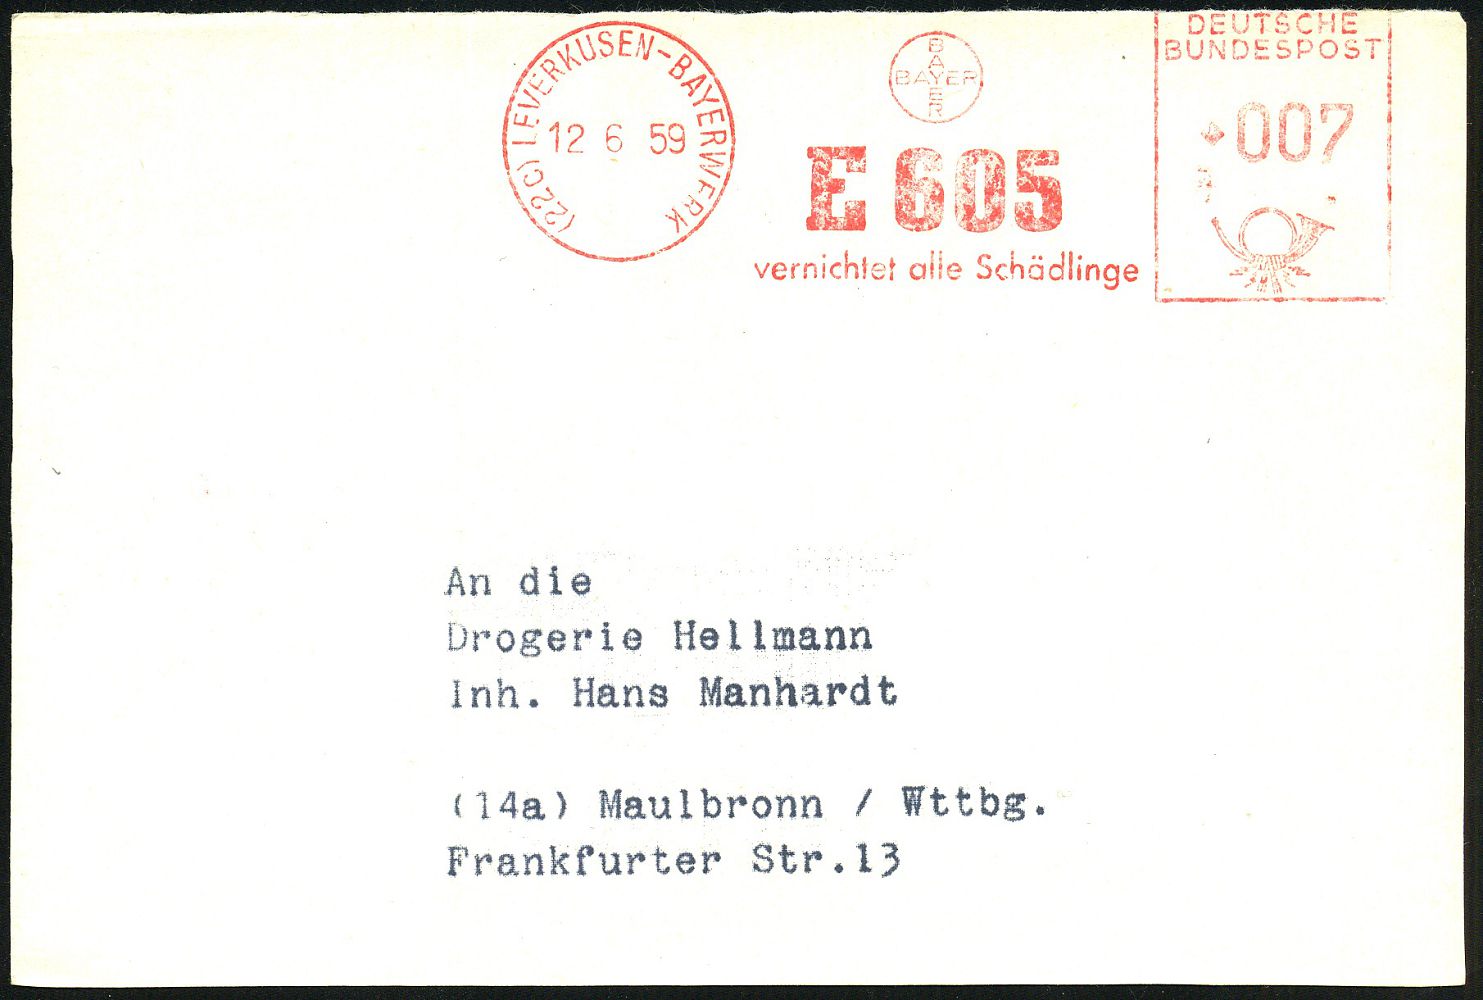 (22c) LEVERKUSEN-BAYERWERK
12 6 59
BAYER
BAYER
E 605
vernichtet alle Schädlinge
DEUTSCHE
BUNDESPOST
007
An die
Drogerie Hellmann
Inh. Hans Manhardt
(14a) Maulbronn / Wttbg.
Frankfurter Str.13